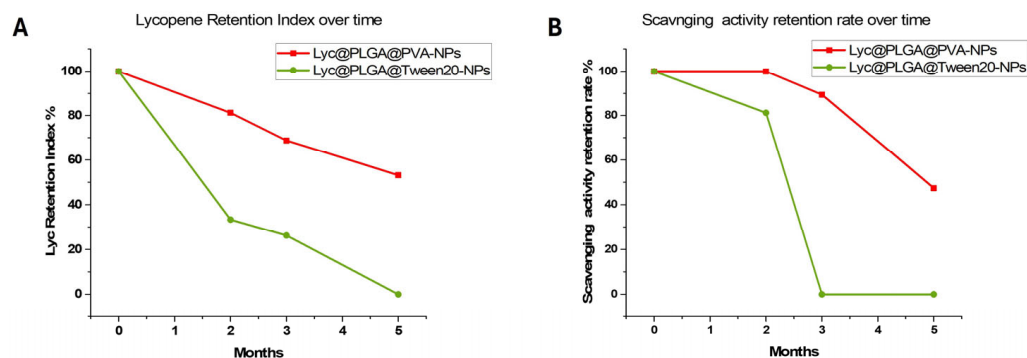 A
Lycopene Retention Index over time
Lyc@PLGA@PVA-NPs
Lyc@PLGA@Tween20-NPs
Lyc Retention Index %
100
80
60
40
20
0
0 1 2 3 4 5
Months
B
Scavnging activity retention rate over time
Lyc@PLGA@PVA-NPs
Lyc@PLGA@Tween20-NPs
Scavenging activity retention rate %
100
80
60
40
20
0
0 1 2 3 4 5
Months